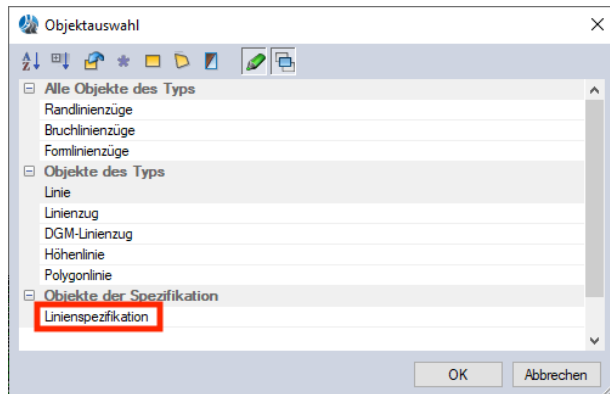 Objektauswahl
Alle Objekte des Typs
Randlinienzüge
Bruchlinienzüge
Formlinienzüge
Objekte des Typs
Linie
Linienzug
DGM-Linienzug
Höhenlinie
Polygonlinie
Objekte der Spezifikation
Linienspezifikation
OK Abbrechen